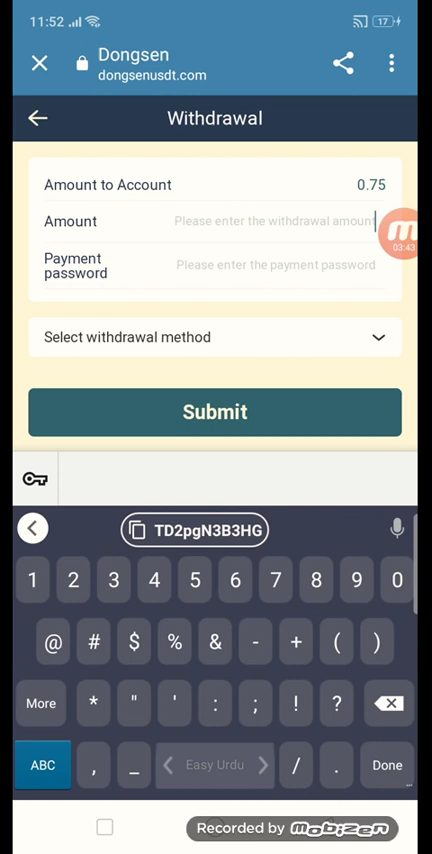 11:52
17
Dongsen
dongsenusdt.com
Withdrawal
Amount to Account 0.75
Amount Please enter the withdrawal amount
03:43
Payment
password
Please enter the payment password
Select withdrawal method
Submit
TD2pgN3B3HG
1 2 3 4 5 6 7 8 9 0
@ # $ % & - + ( )
More * " ' : ; ! ?
ABC , _ Easy Urdu / . Done
Recorded by mobizen